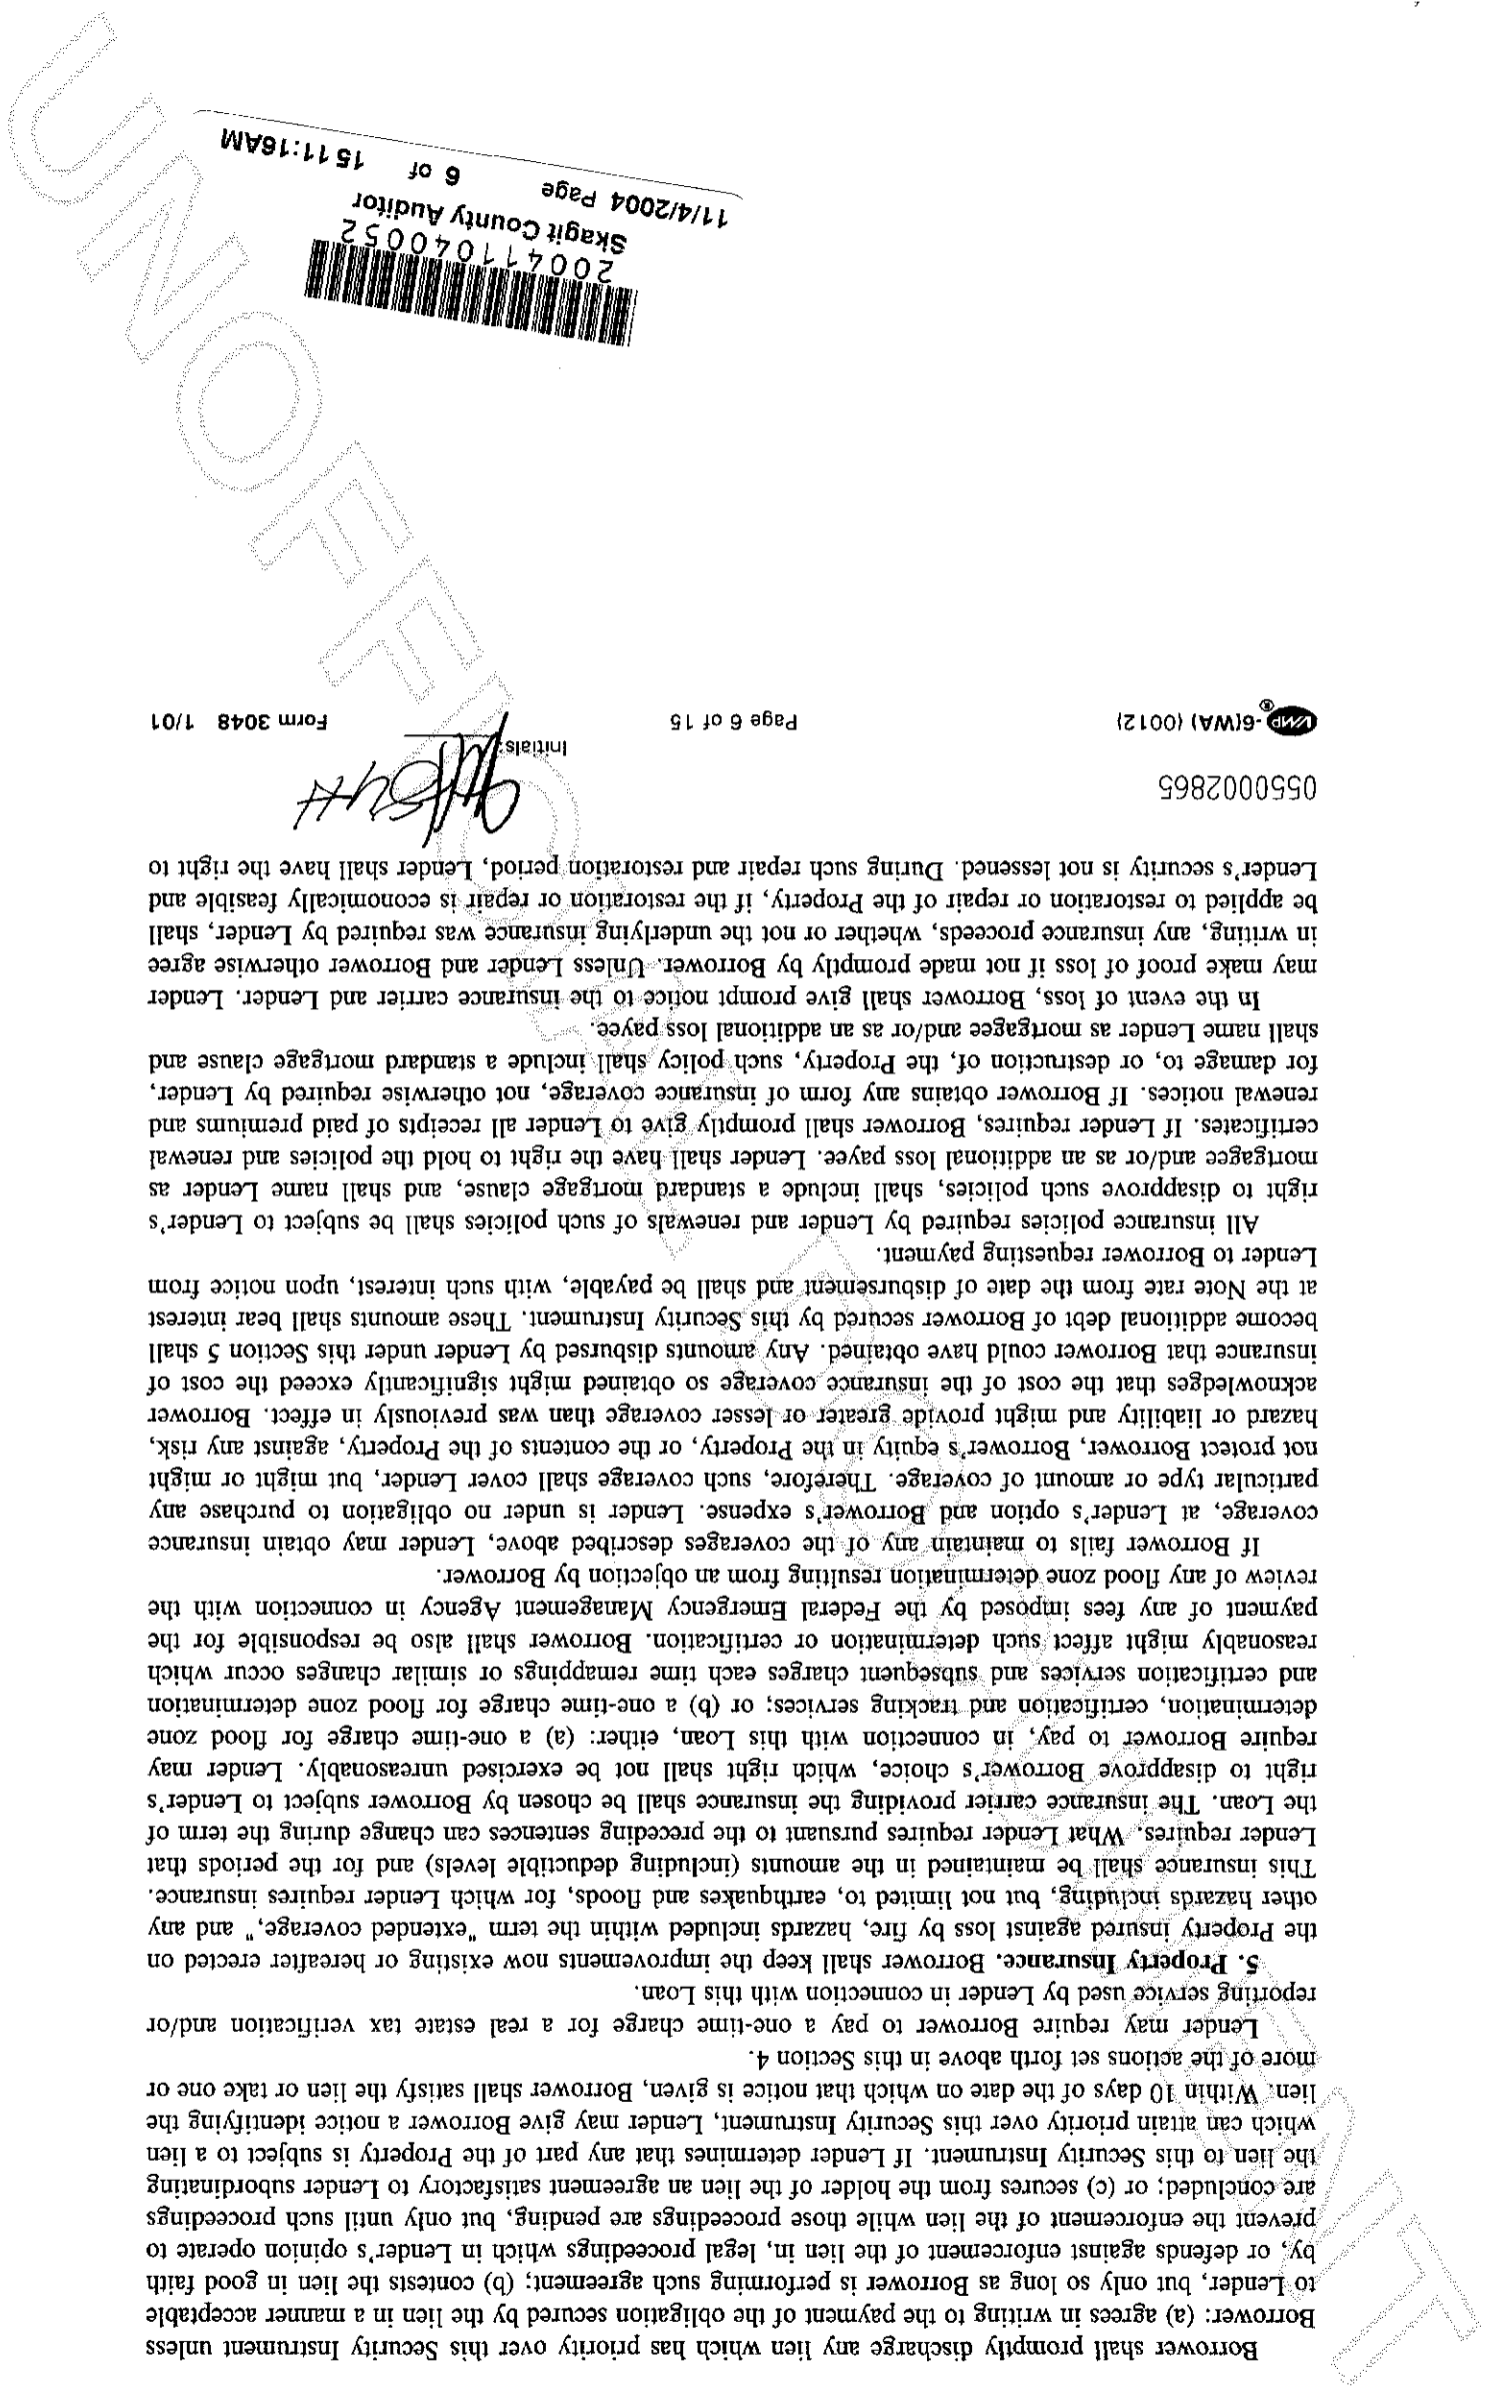 Borrower shall promptly discharge any lien which has priority over this Security Instrument unless
Borrower: (a) agrees in writing to the payment of the obligation secured by the lien in a manner acceptable
to Lender, but only so long as Borrower is performing such agreement; (b) contests the lien in good faith
by, or defends against enforcement of the lien in, legal proceedings which in Lender's opinion operate to
prevent the enforcement of the lien while those proceedings are pending, but only until such proceedings
are concluded; or (c) secures from the holder of the lien an agreement satisfactory to Lender subordinating
the lien to this Security Instrument. If Lender determines that any part of the Property is subject to a lien
which can attain priority over this Security Instrument, Lender may give Borrower a notice identifying the
lien. Within 10 days of the date on which that notice is given, Borrower shall satisfy the lien or take one or
more of the actions set forth above in this Section 4.
Lender may require Borrower to pay a one-time charge for a real estate tax verification and/or
reporting service used by Lender in connection with this Loan.
5. Property Insurance. Borrower shall keep the improvements now existing or hereafter erected on
the Property insured against loss by fire, hazards included within the term "extended coverage," and any
other hazards including, but not limited to, earthquakes and floods, for which Lender requires insurance.
This insurance shall be maintained in the amounts (including deductible levels) and for the periods that
Lender requires. What Lender requires pursuant to the preceding sentences can change during the term of
the Loan. The insurance carrier providing the insurance shall be chosen by Borrower subject to Lender's
right to disapprove Borrower's choice, which right shall not be exercised unreasonably. Lender may
require Borrower to pay, in connection with this Loan, either: (a) a one-time charge for flood zone
determination, certification and tracking services; or (b) a one-time charge for flood zone determination
and certification services and subsequent charges each time remappings or similar changes occur which
reasonably might affect such determination or certification. Borrower shall also be responsible for the
payment of any fees imposed by the Federal Emergency Management Agency in connection with the
review of any flood zone determination resulting from an objection by Borrower.
If Borrower fails to maintain any of the coverages described above, Lender may obtain insurance
coverage, at Lender's option and Borrower's expense. Lender is under no obligation to purchase any
particular type or amount of coverage. Therefore, such coverage shall cover Lender, but might or might
not protect Borrower, Borrower's equity in the Property, or the contents of the Property, against any risk,
hazard or liability and might provide greater or lesser coverage than was previously in effect. Borrower
acknowledges that the cost of the insurance coverage so obtained might significantly exceed the cost of
insurance that Borrower could have obtained. Any amounts disbursed by Lender under this Section 5 shall
become additional debt of Borrower secured by this Security Instrument. These amounts shall bear interest
at the Note rate from the date of disbursement and shall be payable, with such interest, upon notice from
Lender to Borrower requesting payment.
All insurance policies required by Lender and renewals of such policies shall be subject to Lender's
right to disapprove such policies, shall include a standard mortgage clause, and shall name Lender as
mortgagee and/or as an additional loss payee. Lender shall have the right to hold the policies and renewal
certificates. If Lender requires, Borrower shall promptly give to Lender all receipts of paid premiums and
renewal notices. If Borrower obtains any form of insurance coverage, not otherwise required by Lender,
for damage to, or destruction of, the Property, such policy shall include a standard mortgage clause and
shall name Lender as mortgagee and/or as an additional loss payee.
In the event of loss, Borrower shall give prompt notice to the insurance carrier and Lender. Lender
may make proof of loss if not made promptly by Borrower. Unless Lender and Borrower otherwise agree
in writing, any insurance proceeds, whether or not the underlying insurance was required by Lender, shall
be applied to restoration or repair of the Property, if the restoration or repair is economically feasible and
Lender's security is not lessened. During such repair and restoration period, Lender shall have the right to
0550002865
Initials:
VMP®-6(WA) (0012) Page 6 of 15 Form 3048 1/01
200411040052
Skagit County Auditor
11/4/2004 Page 6 of 15 11:16AM
UNOFFICIAL DOCUMENT